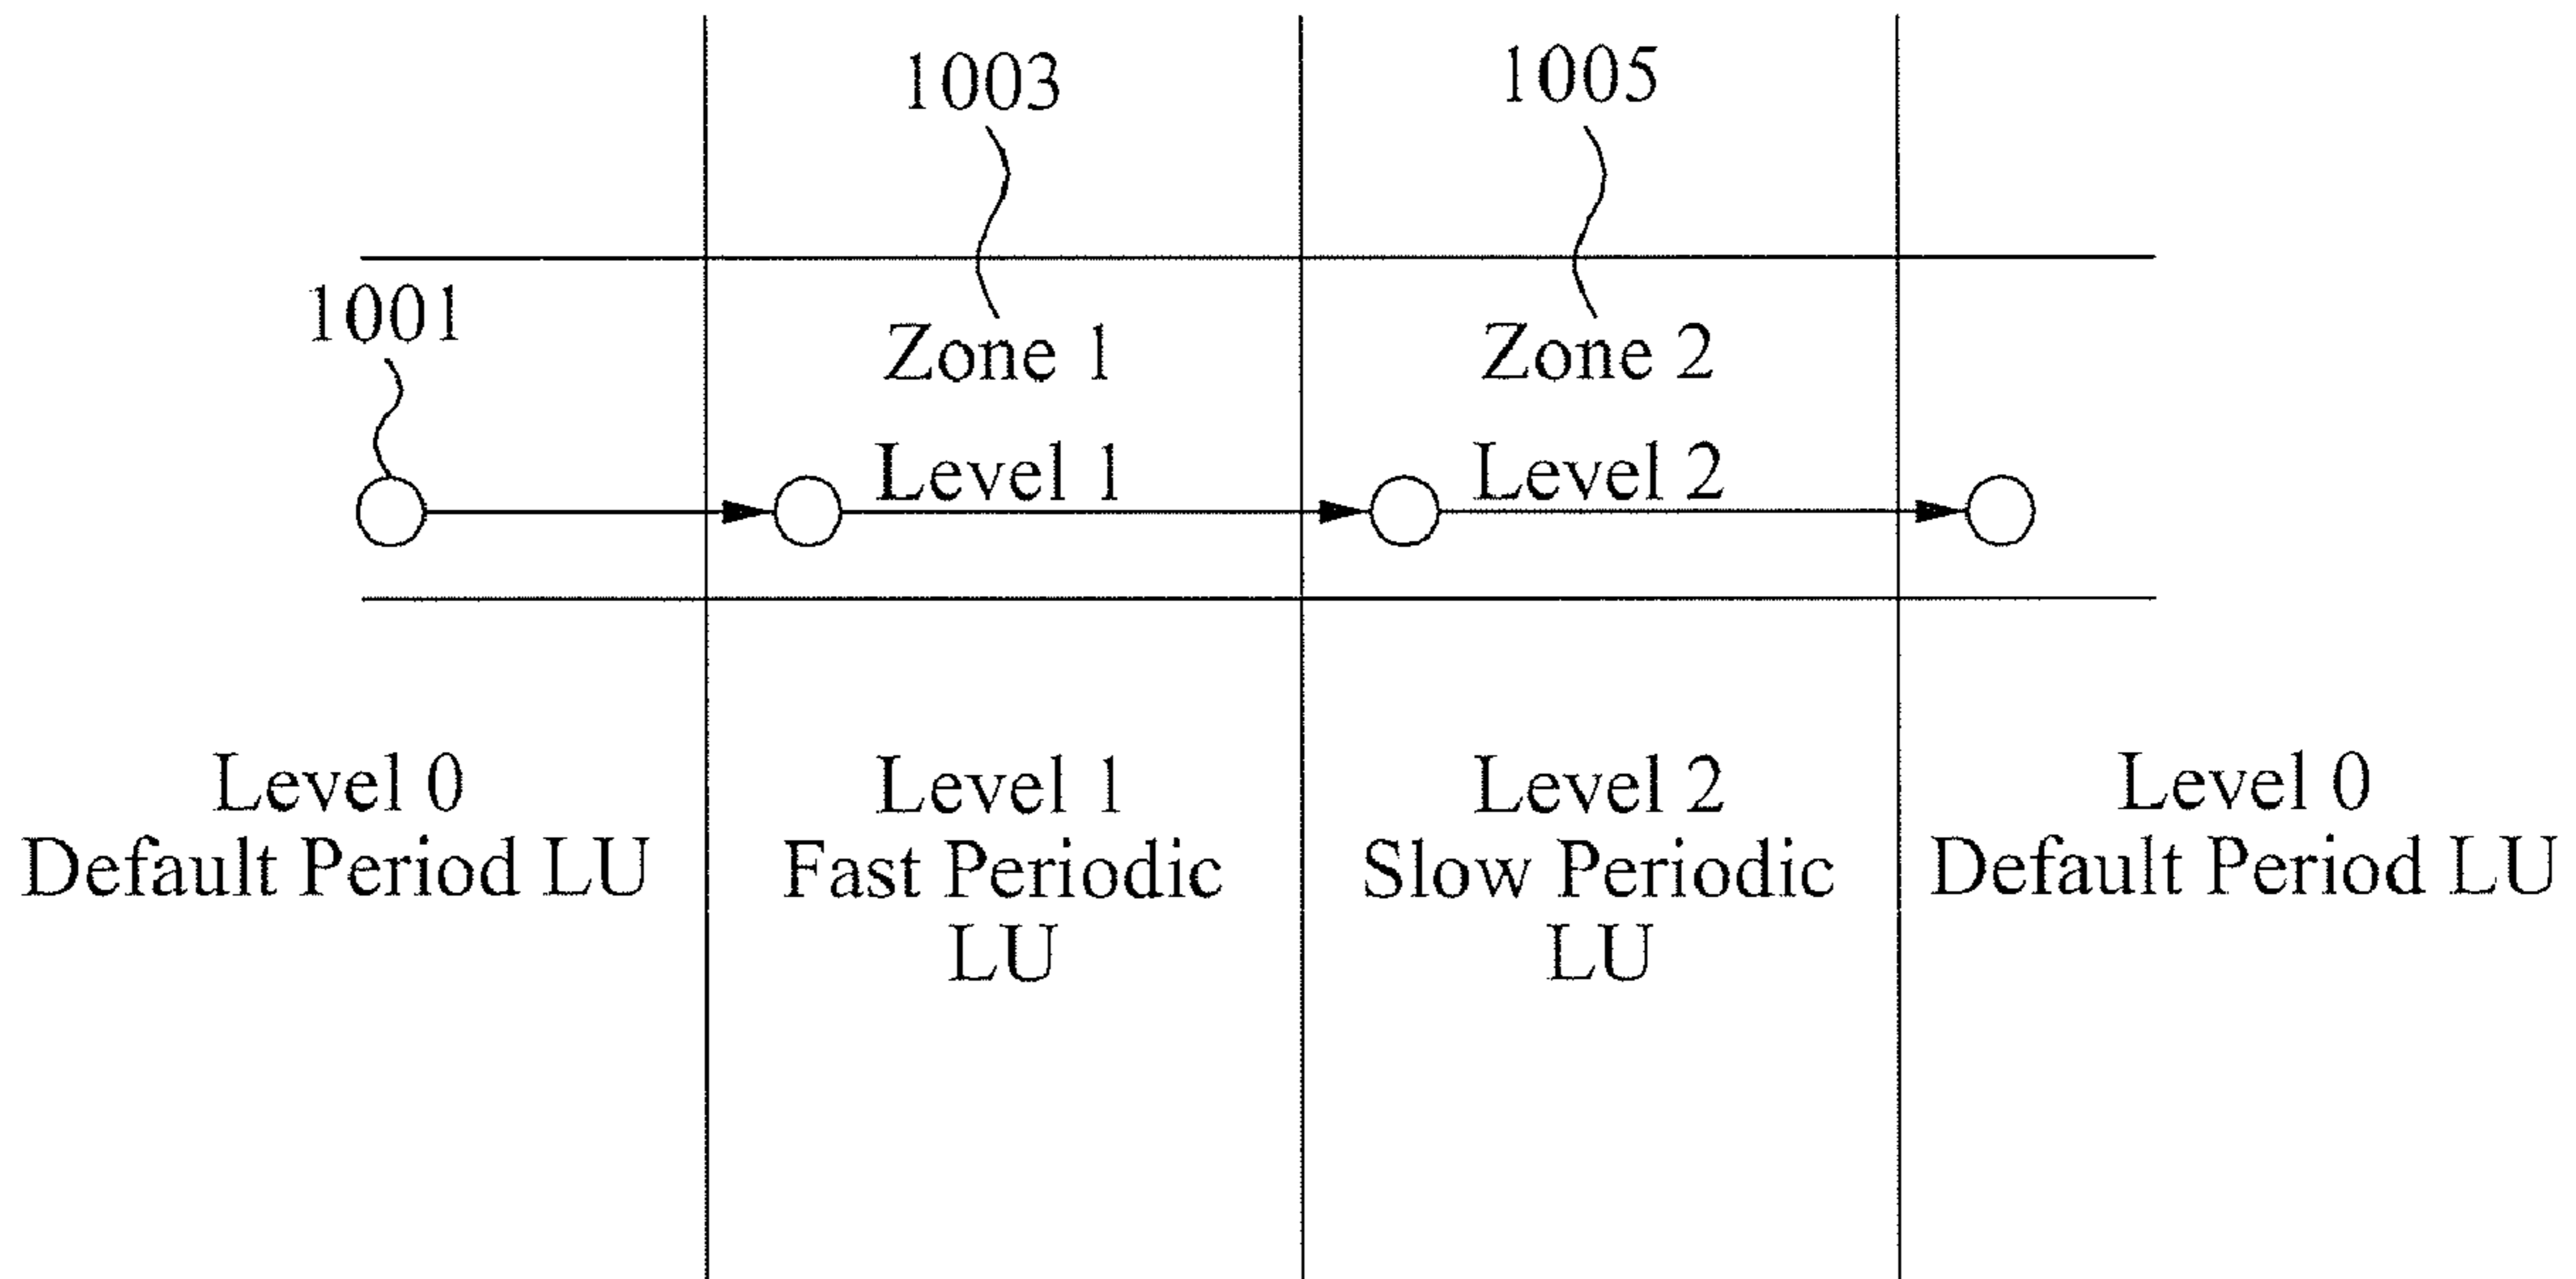 1003
1005
1001
Zone 1
Zone 2
Level 1
Level 2
Level 0
Default Period LU
Level 1
Fast Periodic
LU
Level 2
Slow Periodic
LU
Level 0
Default Period LU